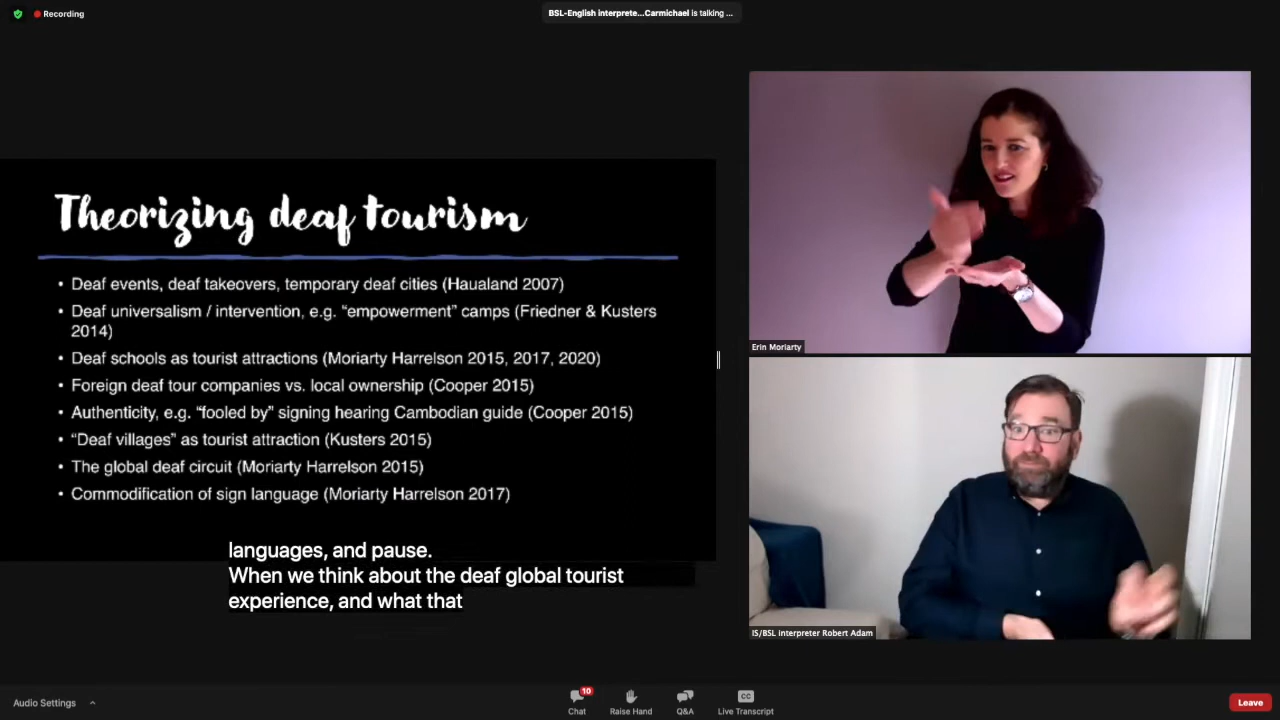 Recording
BSL-English interprete...Carmichael is talking ...
Theorizing deaf tourism
• Deaf events, deaf takeovers, temporary deaf cities (Haualand 2007)
• Deaf universalism / intervention, e.g. “empowerment” camps (Friedner & Kusters
2014)
• Deaf schools as tourist attractions (Moriarty Harrelson 2015, 2017, 2020)
• Foreign deaf tour companies vs. local ownership (Cooper 2015)
• Authenticity, e.g. “fooled by” signing hearing Cambodian guide (Cooper 2015)
• “Deaf villages” as tourist attraction (Kusters 2015)
• The global deaf circuit (Moriarty Harrelson 2015)
• Commodification of sign language (Moriarty Harrelson 2017)
languages, and pause.
When we think about the deaf global tourist
experience, and what that
Erin Moriarty
IS/BSL interpreter Robert Adam
Audio Settings
10
Chat
Raise Hand
Q&A
CC
Live Transcript
Leave